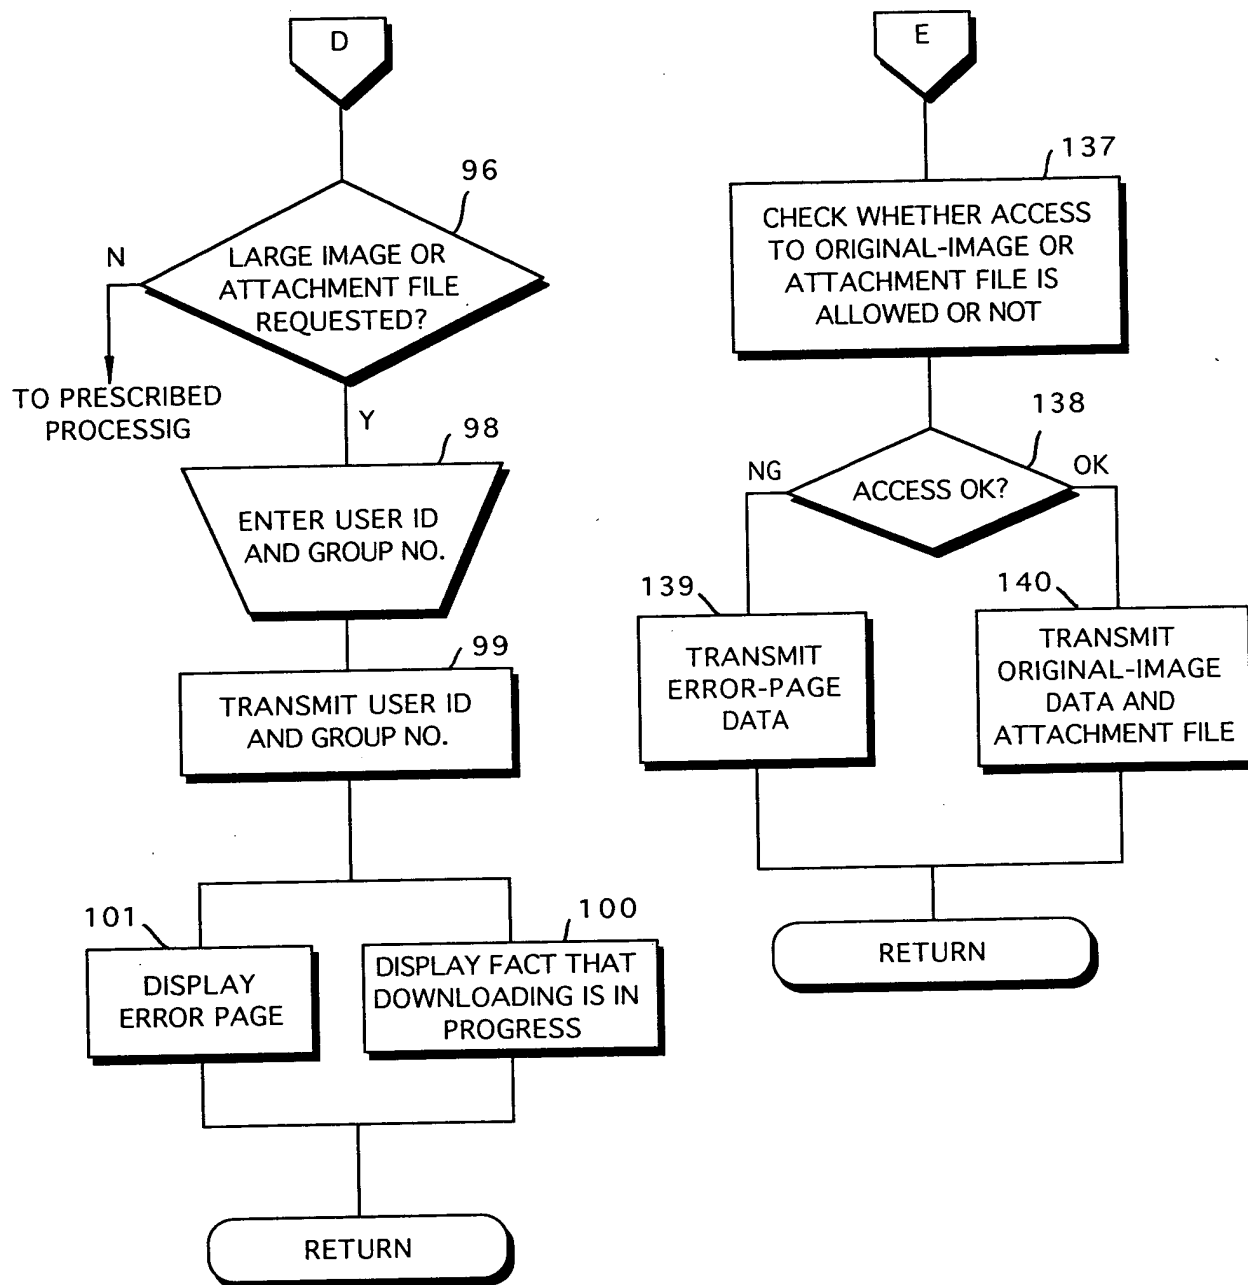 D
96
LARGE IMAGE OR
ATTACHMENT FILE
REQUESTED?
N
TO PRESCRIBED
PROCESSIG
Y
98
ENTER USER ID
AND GROUP NO.
99
TRANSMIT USER ID
AND GROUP NO.
101
DISPLAY
ERROR PAGE
100
DISPLAY FACT THAT
DOWNLOADING IS IN
PROGRESS
RETURN
E
137
CHECK WHETHER ACCESS
TO ORIGINAL-IMAGE OR
ATTACHMENT FILE IS
ALLOWED OR NOT
138
ACCESS OK?
NG
OK
139
TRANSMIT
ERROR-PAGE
DATA
140
TRANSMIT
ORIGINAL-IMAGE
DATA AND
ATTACHMENT FILE
RETURN